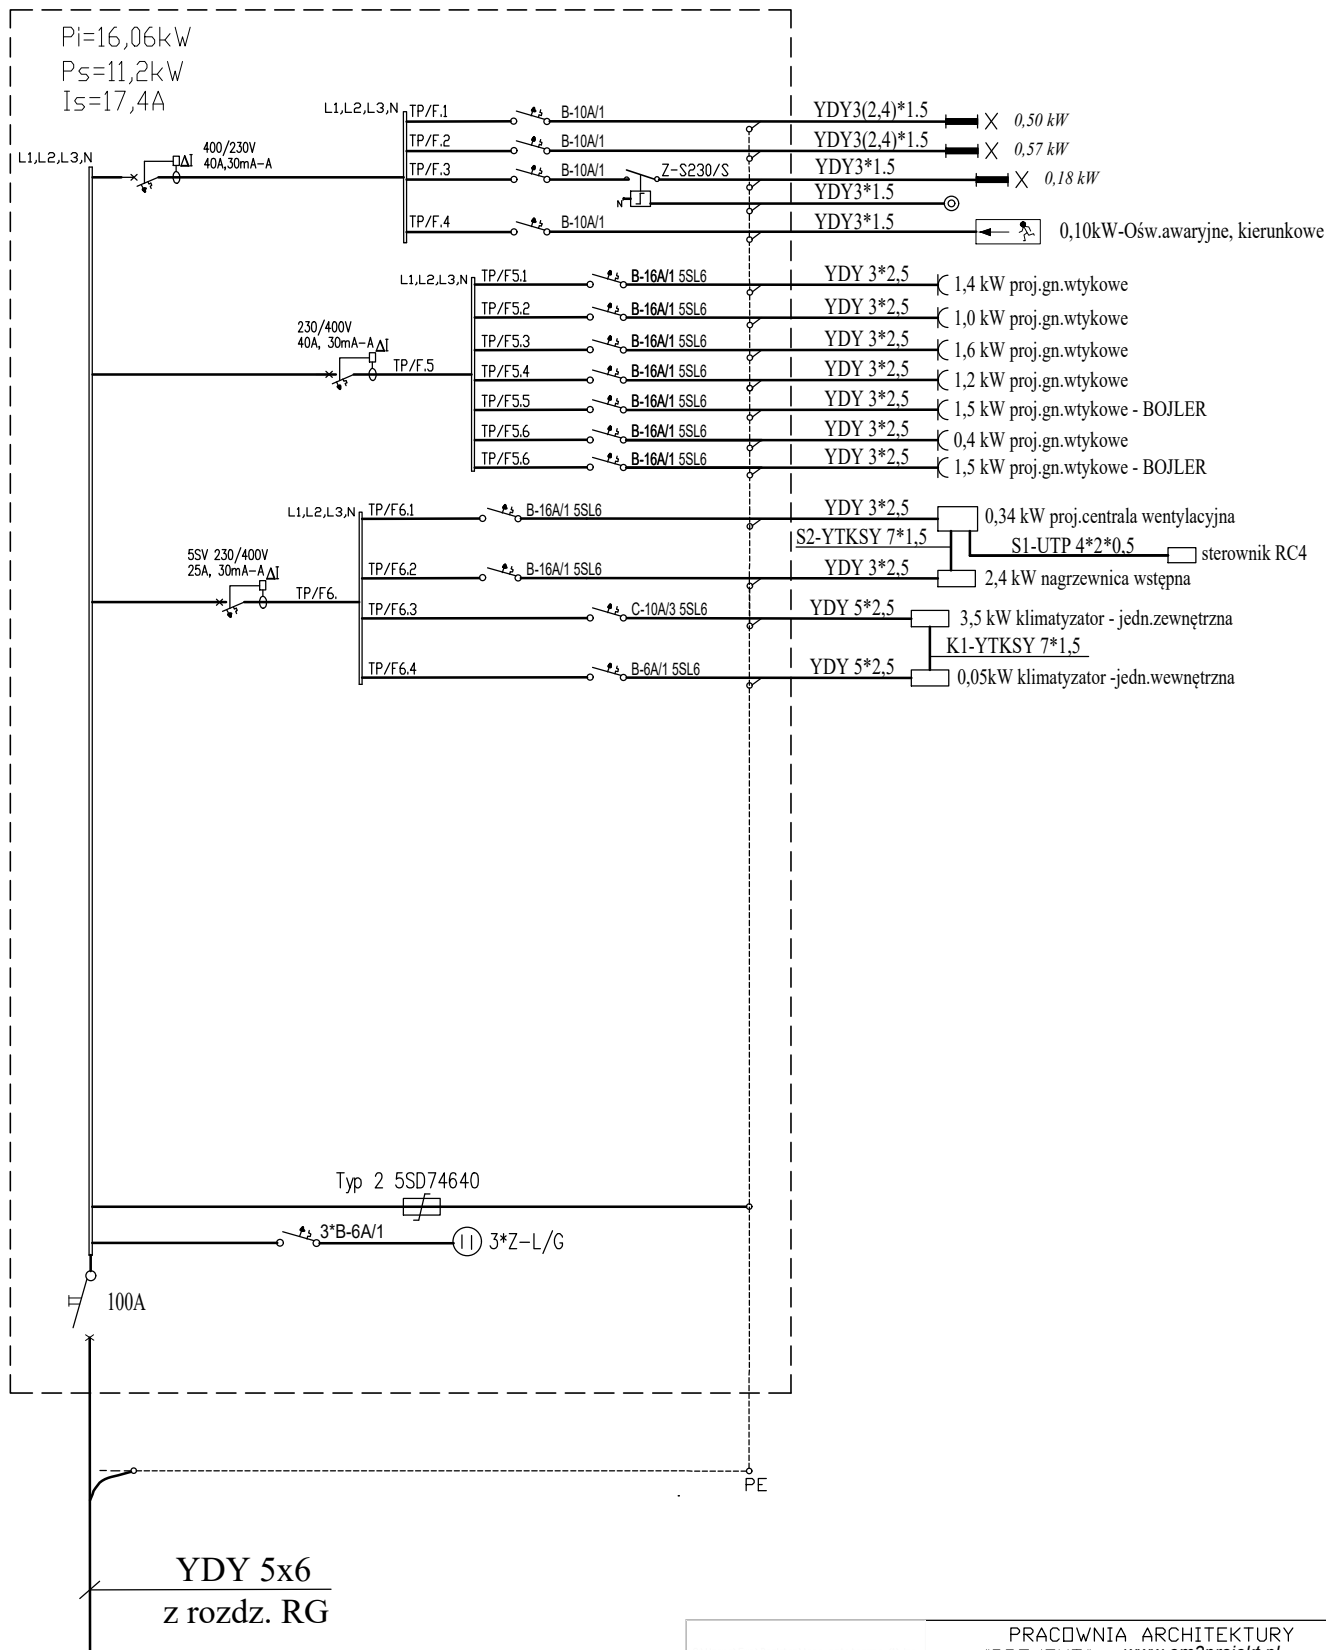 Pi=16,06kW
Ps=11,2kW
Is=17,4A
L1,L2,L3,N
400/230V
40A,30mA-A
ΔI
L1,L2,L3,N
TP/F.1
B-10A/1
YDY3(2,4)*1.5
0,50 kW
TP/F.2
B-10A/1
YDY3(2,4)*1.5
0,57 kW
TP/F.3
B-10A/1
Z-S230/S
YDY3*1.5
0,18 kW
N
YDY3*1.5
TP/F.4
B-10A/1
YDY3*1.5
0,10kW-Ośw.awaryjne, kierunkowe
230/400V
40A, 30mA-A
ΔI
TP/F.5
L1,L2,L3,N
TP/F5.1
B-16A/1 5SL6
YDY 3*2,5
1,4 kW proj.gn.wtykowe
TP/F5.2
B-16A/1 5SL6
YDY 3*2,5
1,0 kW proj.gn.wtykowe
TP/F5.3
B-16A/1 5SL6
YDY 3*2,5
1,6 kW proj.gn.wtykowe
TP/F5.4
B-16A/1 5SL6
YDY 3*2,5
1,2 kW proj.gn.wtykowe
TP/F5.5
B-16A/1 5SL6
YDY 3*2,5
1,5 kW proj.gn.wtykowe - BOJLER
TP/F5.6
B-16A/1 5SL6
YDY 3*2,5
0,4 kW proj.gn.wtykowe
TP/F5.6
B-16A/1 5SL6
YDY 3*2,5
1,5 kW proj.gn.wtykowe - BOJLER
5SV 230/400V
25A, 30mA-A
ΔI
TP/F6.
L1,L2,L3,N
TP/F6.1
B-16A/1 5SL6
YDY 3*2,5
0,34 kW proj.centrala wentylacyjna
S2-YTKSY 7*1,5
S1-UTP 4*2*0,5
sterownik RC4
TP/F6.2
B-16A/1 5SL6
YDY 3*2,5
2,4 kW nagrzewnica wstępna
TP/F6.3
C-10A/3 5SL6
YDY 5*2,5
3,5 kW klimatyzator - jedn.zewnętrzna
K1-YTKSY 7*1,5
TP/F6.4
B-6A/1 5SL6
YDY 5*2,5
0,05kW klimatyzator -jedn.wewnętrzna
Typ 2 5SD74640
3*B-6A/1
3*Z-L/G
100A
PE
YDY 5x6
z rozdz. RG
PRACOWNIA ARCHITEKTURY